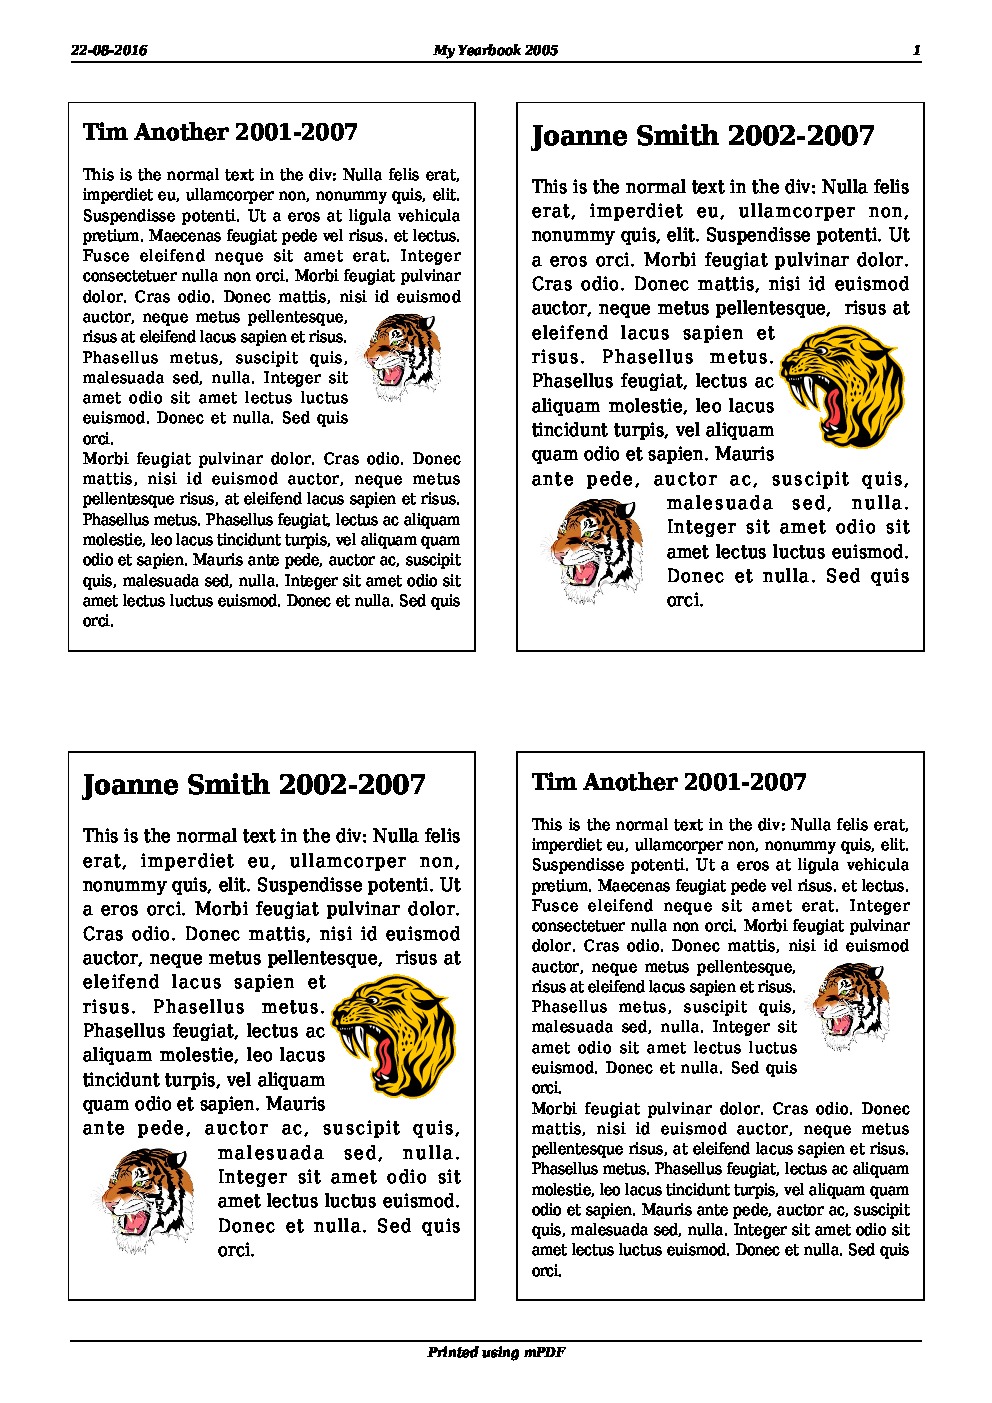 22-08-2016 My Yearbook 2005 1
Tim Another 2001-2007
This is the normal text in the div: Nulla felis erat,
imperdiet eu, ullamcorper non, nonummy quis, elit.
Suspendisse potenti. Ut a eros at ligula vehicula
pretium. Maecenas feugiat pede vel risus. et lectus.
Fusce eleifend neque sit amet erat. Integer
consectetuer nulla non orci. Morbi feugiat pulvinar
dolor. Cras odio. Donec mattis, nisi id euismod
auctor, neque metus pellentesque,
risus at eleifend lacus sapien et risus.
Phasellus metus, suscipit quis,
malesuada sed, nulla. Integer sit
amet odio sit amet lectus luctus
euismod. Donec et nulla. Sed quis
orci.
Morbi feugiat pulvinar dolor. Cras odio. Donec
mattis, nisi id euismod auctor, neque metus
pellentesque risus, at eleifend lacus sapien et risus.
Phasellus metus. Phasellus feugiat, lectus ac aliquam
molestie, leo lacus tincidunt turpis, vel aliquam quam
odio et sapien. Mauris ante pede, auctor ac, suscipit
quis, malesuada sed, nulla. Integer sit amet odio sit
amet lectus luctus euismod. Donec et nulla. Sed quis
orci.
Joanne Smith 2002-2007
This is the normal text in the div: Nulla felis
erat, imperdiet eu, ullamcorper non,
nonummy quis, elit. Suspendisse potenti. Ut
a eros orci. Morbi feugiat pulvinar dolor.
Cras odio. Donec mattis, nisi id euismod
auctor, neque metus pellentesque, risus at
eleifend lacus sapien et
risus. Phasellus metus.
Phasellus feugiat, lectus ac
aliquam molestie, leo lacus
tincidunt turpis, vel aliquam
quam odio et sapien. Mauris
ante pede, auctor ac, suscipit quis,
malesuada sed, nulla.
Integer sit amet odio sit
amet lectus luctus euismod.
Donec et nulla. Sed quis
orci.
Joanne Smith 2002-2007
This is the normal text in the div: Nulla felis
erat, imperdiet eu, ullamcorper non,
nonummy quis, elit. Suspendisse potenti. Ut
a eros orci. Morbi feugiat pulvinar dolor.
Cras odio. Donec mattis, nisi id euismod
auctor, neque metus pellentesque, risus at
eleifend lacus sapien et
risus. Phasellus metus.
Phasellus feugiat, lectus ac
aliquam molestie, leo lacus
tincidunt turpis, vel aliquam
quam odio et sapien. Mauris
ante pede, auctor ac, suscipit quis,
malesuada sed, nulla.
Integer sit amet odio sit
amet lectus luctus euismod.
Donec et nulla. Sed quis
orci.
Tim Another 2001-2007
This is the normal text in the div: Nulla felis erat,
imperdiet eu, ullamcorper non, nonummy quis, elit.
Suspendisse potenti. Ut a eros at ligula vehicula
pretium. Maecenas feugiat pede vel risus. et lectus.
Fusce eleifend neque sit amet erat. Integer
consectetuer nulla non orci. Morbi feugiat pulvinar
dolor. Cras odio. Donec mattis, nisi id euismod
auctor, neque metus pellentesque,
risus at eleifend lacus sapien et risus.
Phasellus metus, suscipit quis,
malesuada sed, nulla. Integer sit
amet odio sit amet lectus luctus
euismod. Donec et nulla. Sed quis
orci.
Morbi feugiat pulvinar dolor. Cras odio. Donec
mattis, nisi id euismod auctor, neque metus
pellentesque risus, at eleifend lacus sapien et risus.
Phasellus metus. Phasellus feugiat, lectus ac aliquam
molestie, leo lacus tincidunt turpis, vel aliquam quam
odio et sapien. Mauris ante pede, auctor ac, suscipit
quis, malesuada sed, nulla. Integer sit amet odio sit
amet lectus luctus euismod. Donec et nulla. Sed quis
orci.
Printed using mPDF